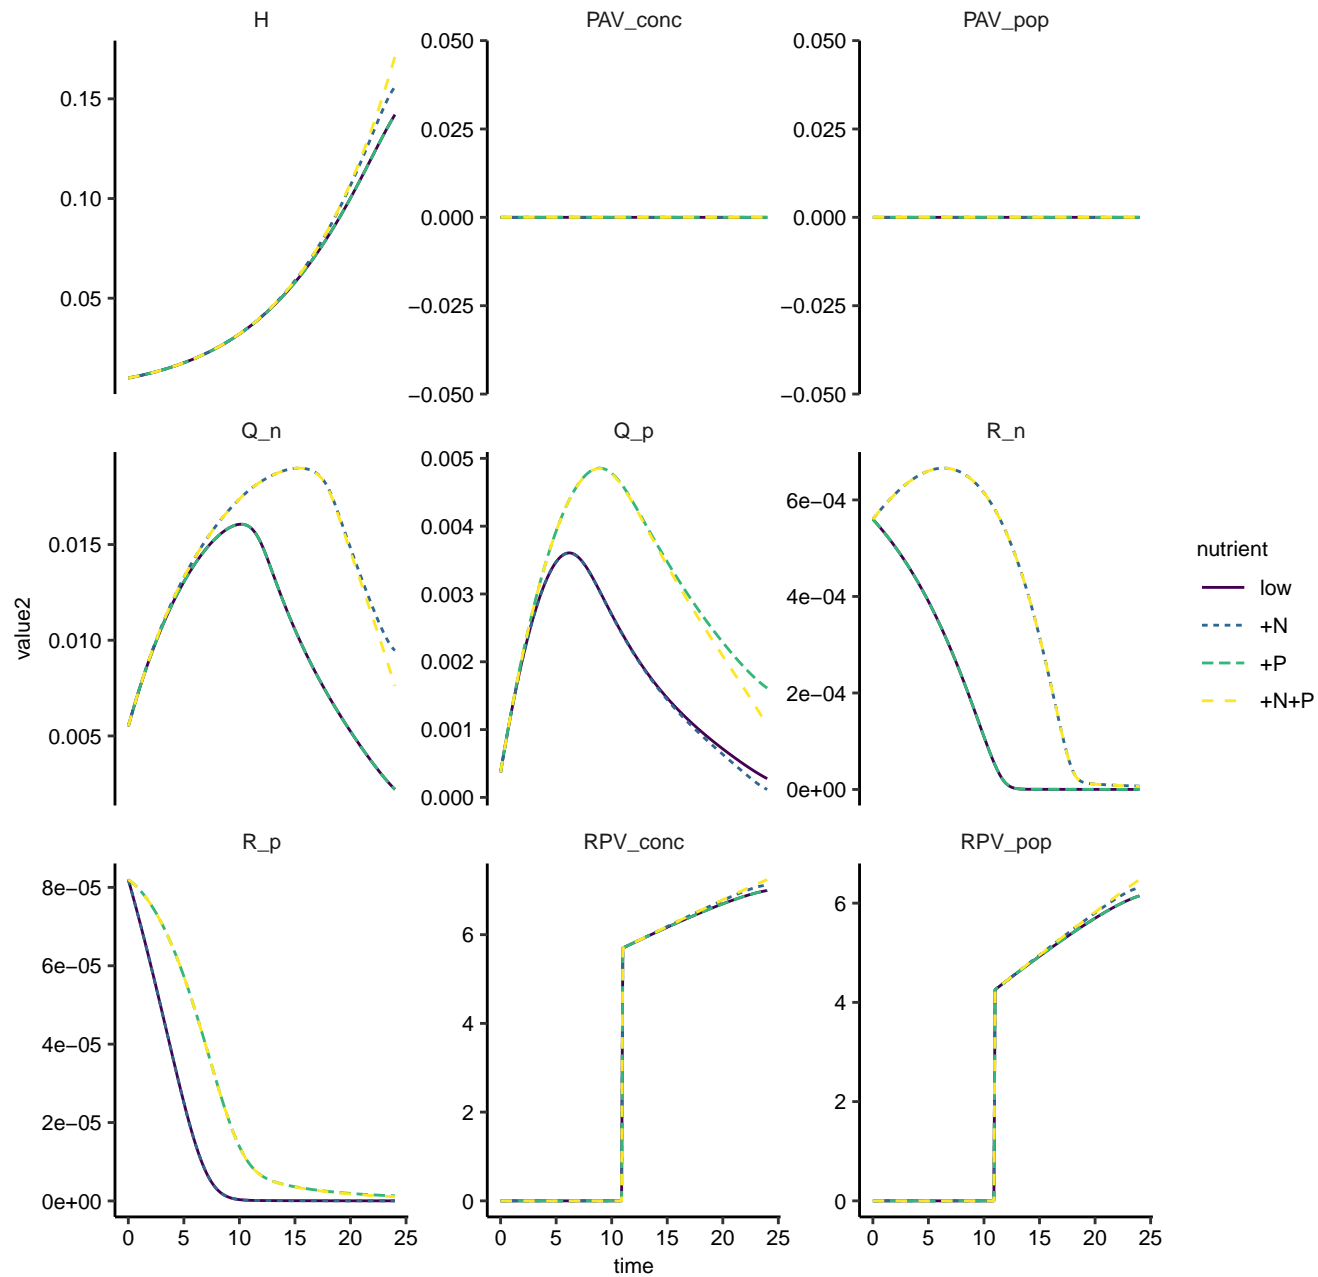 H
PAV_conc
PAV_pop
0.15
0.10
0.05
0.050
0.025
0.000
−0.025
−0.050
0.050
0.025
0.000
−0.025
−0.050
Q_n
Q_p
R_n
0.015
0.010
0.005
0.005
0.004
0.003
0.002
0.001
0.000
6e−04
4e−04
2e−04
0e+00
value2
nutrient
low
+N
+P
+N+P
R_p
RPV_conc
RPV_pop
8e−05
6e−05
4e−05
2e−05
0e+00
6
4
2
0
6
4
2
0
0 5 10 15 20 25
0 5 10 15 20 25
0 5 10 15 20 25
time